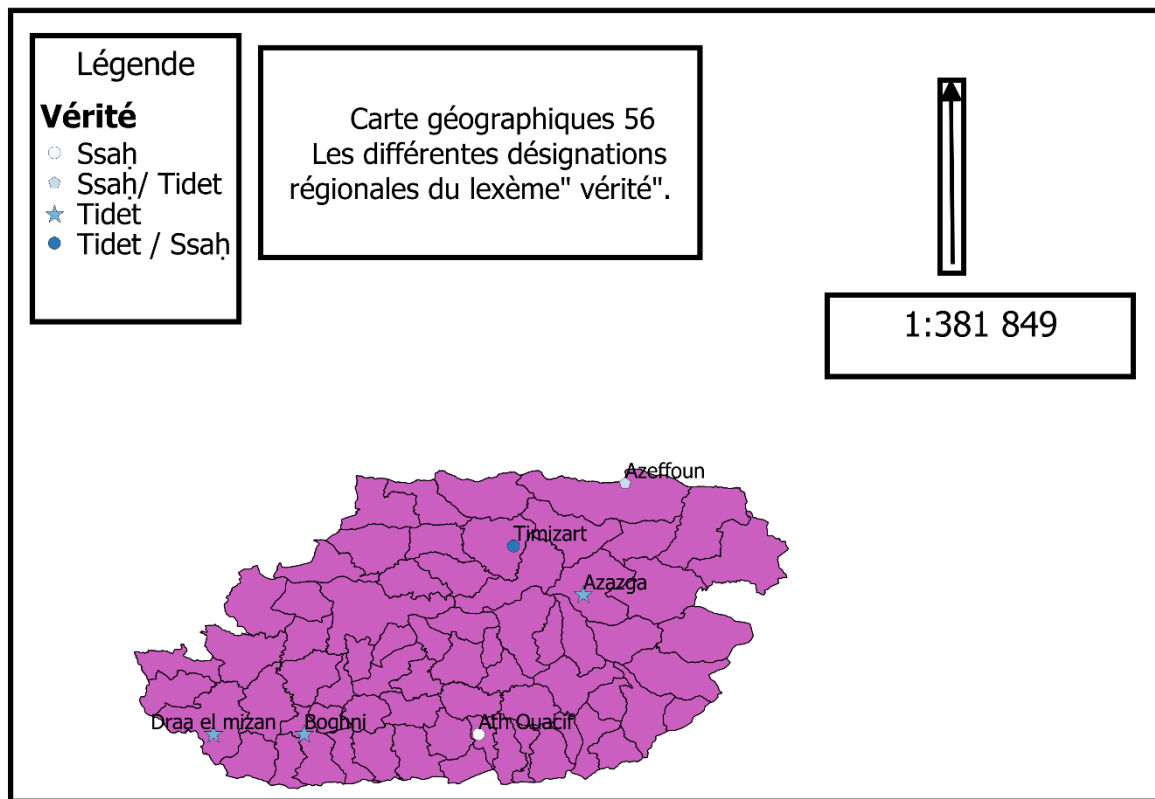 Légende
Vérité
Ssaḥ
Ssaḥ/ Tidet
Tidet
Tidet / Ssaḥ
Carte géographiques 56
Les différentes désignations
régionales du lexème" vérité".
1:381 849
Azeffoun
Timizart
Azazga
Draa el mizan
Boghni
Ath Ouacif